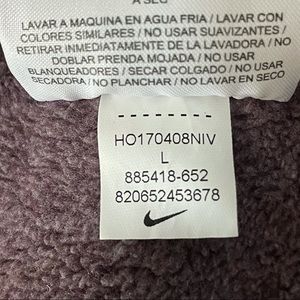 A SEC
LAVAR A MAQUINA EN AGUA FRIA / LAVAR CON
COLORES SIMILARES / NO USAR SUAVIZANTES /
RETIRAR INMEDIATAMENTE DE LA LAVADORA / NO
DOBLAR PRENDA MOJADA / NO USAR
BLANQUEADORES / SECAR COLGADO / NO USAR
SECADORA / NO PLANCHAR / NO LAVAR EN SECO
HO170408NIV
L
885418-652
820652453678